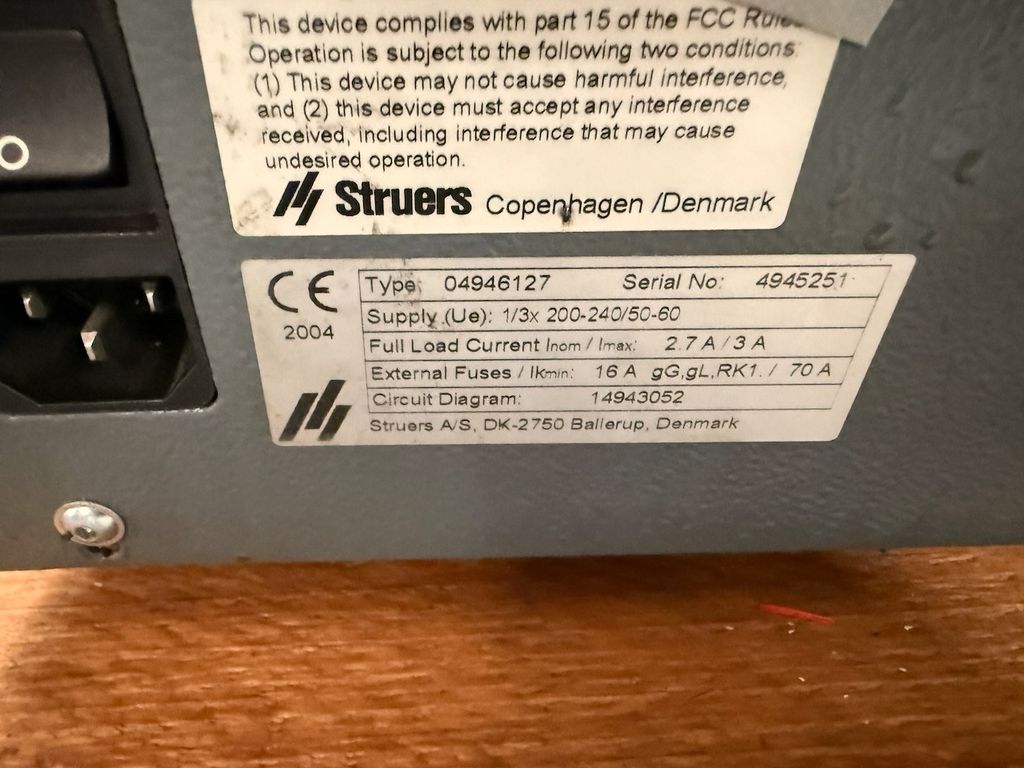 This device complies with part 15 of the FCC Rules
Operation is subject to the following two conditions:
(1) This device may not cause harmful interference,
and (2) this device must accept any interference
received, including interference that may cause
undesired operation.
Struers Copenhagen /Denmark
CE
2004
Type: 04946127 Serial No: 4945251
Supply (Ue): 1/3x 200-240/50-60
Full Load Current Inom / Imax: 2.7 A / 3 A
External Fuses / Ikmin: 16 A gG,gL,RK1. / 70 A
Circuit Diagram: 14943052
Struers A/S, DK-2750 Ballerup, Denmark